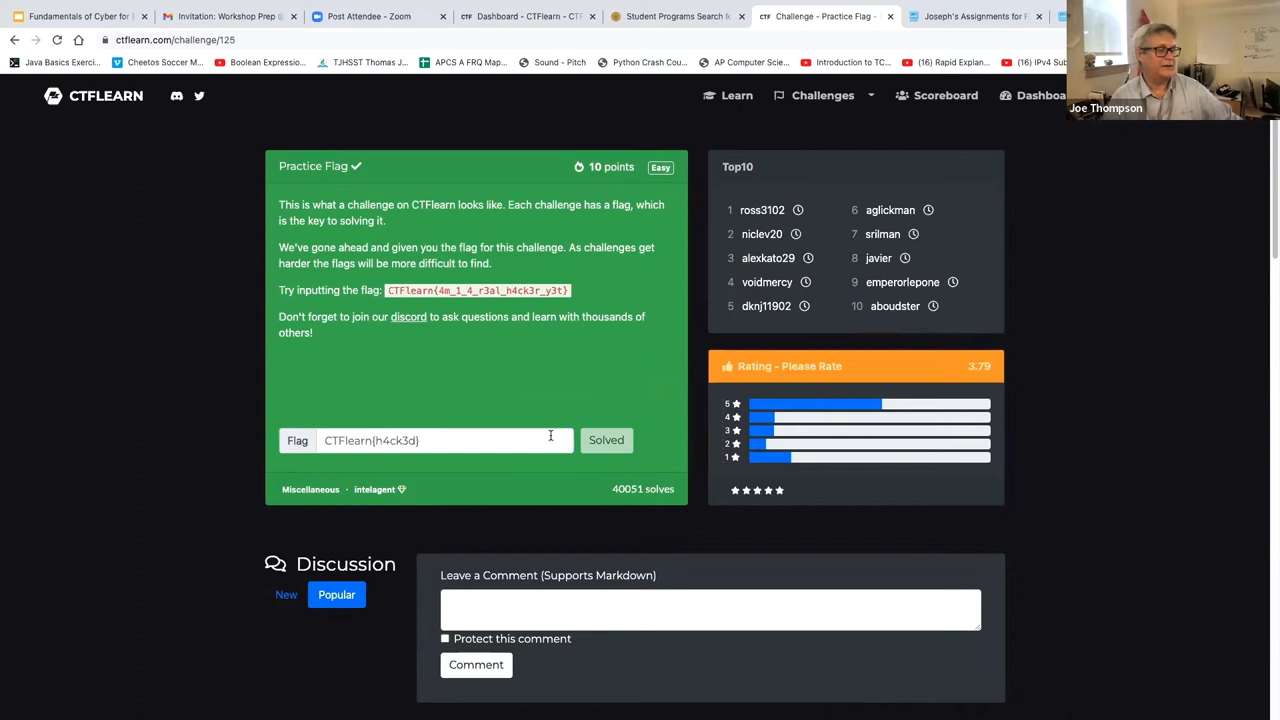 Fundamentals of Cyber for
Invitation: Workshop Prep @
Post Attendee - Zoom
CTF Dashboard - CTFlearn - CT
Student Programs Search f
CTF Challenge - Practice Flag -
Joseph's Assignments for F
ctflearn.com/challenge/125
Java Basics Exerci...
Cheetos Soccer M...
Boolean Expressio...
TJHSST Thomas J...
APCS A FRQ Map...
Sound - Pitch
Python Crash Cou...
AP Computer Scie...
Introduction to TC...
(16) Rapid Explan...
(16) IPv4 Sub
Joe Thompson
CTFLEARN
Learn
Challenges
Scoreboard
Dashboa
Practice Flag
10 points
Easy
This is what a challenge on CTFlearn looks like. Each challenge has a flag, which
is the key to solving it.
We've gone ahead and given you the flag for this challenge. As challenges get
harder the flags will be more difficult to find.
Try inputting the flag: CTFlearn{4m_1_4_r3al_h4ck3r_y3t}
Don't forget to join our discord to ask questions and learn with thousands of
others!
Flag
CTFlearn{h4ck3d}
Solved
Miscellaneous · intelagent
40051 solves
Top10
1 ross3102
2 niclev20
3 alexkato29
4 voidmercy
5 dknj11902
6 aglickman
7 srilman
8 javier
9 emperorlepone
10 aboudster
Rating - Please Rate
3.79
5
4
3
2
1
Discussion
New
Popular
Leave a Comment (Supports Markdown)
Protect this comment
Comment